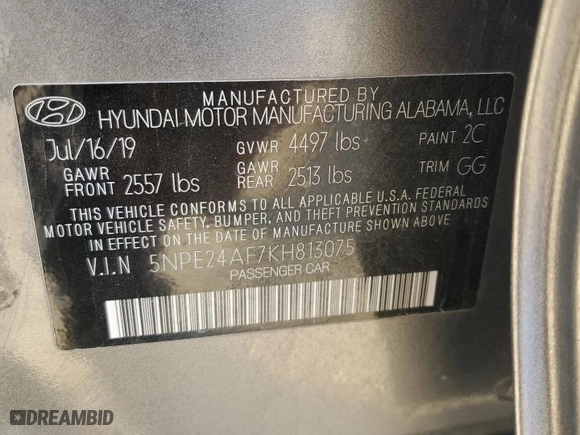 MANUFACTURED BY
HYUNDAI MOTOR MANUFACTURING ALABAMA, LLC
Jul/16/19 GVWR 4497 lbs PAINT 2C
GAWR FRONT 2557 lbs GAWR REAR 2513 lbs TRIM GG
THIS VEHICLE CONFORMS TO ALL APPLICABLE U.S.A. FEDERAL
MOTOR VEHICLE SAFETY, BUMPER, AND THEFT PREVENTION STANDARDS
IN EFFECT ON THE DATE OF MANUFACTURE SHOWN ABOVE.
V.I.N 5NPE24AF7KH813075
PASSENGER CAR
DREAMBID